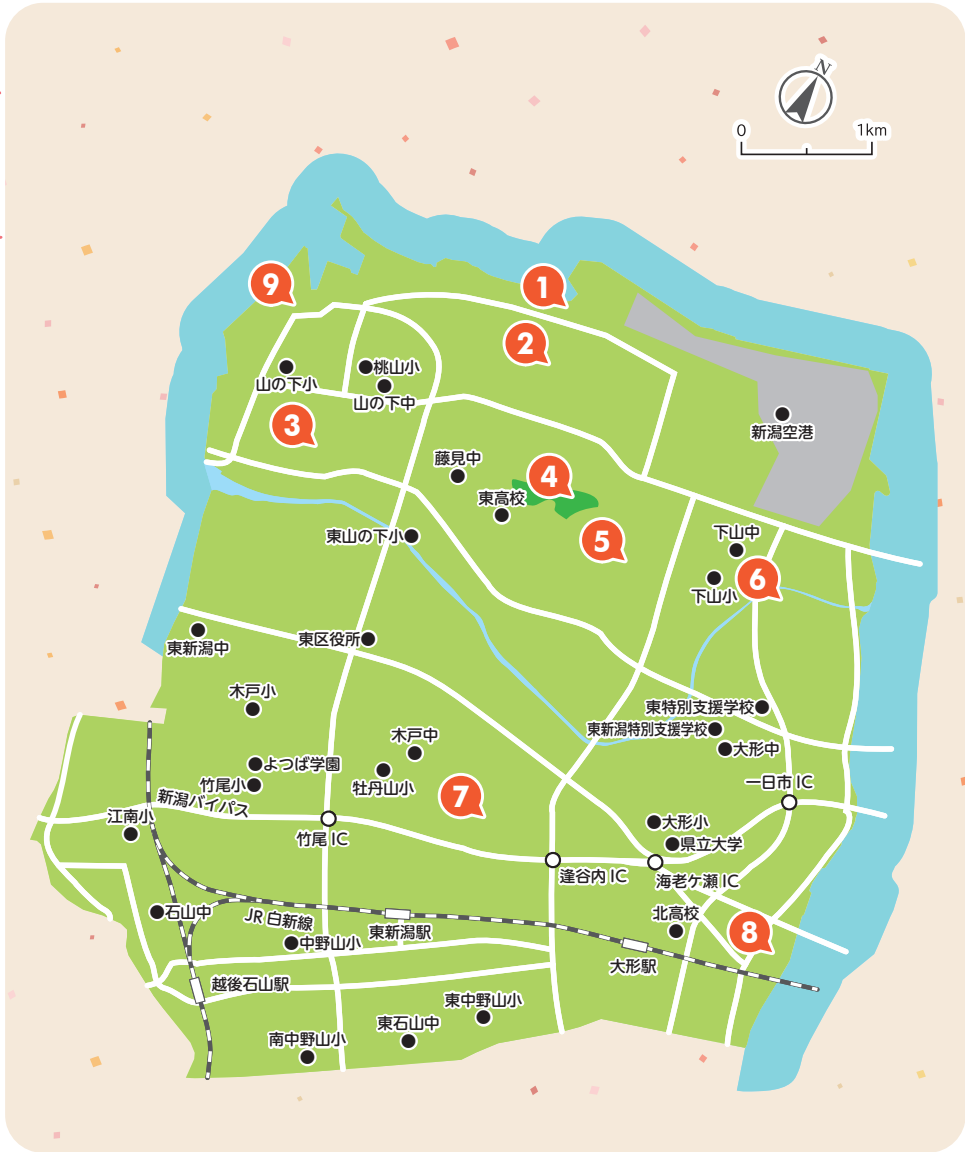 N
0 1km
9
1
2
桃山小
山の下小
山の下中
3
新潟空港
藤見中
4
東高校
東山の下小
5
下山中
6
下山小
東新潟中
東区役所
木戸小
東特別支援学校
東新潟特別支援学校
木戸中
大形中
よつば学園
竹尾小
牡丹山小
7
一日市 IC
新潟バイパス
江南小
竹尾 IC
大形小
県立大学
逢谷内 IC
海老ケ瀬 IC
石山中
JR 白新線
東新潟駅
北高校
8
中野山小
大形駅
越後石山駅
東中野山小
東石山中
南中野山小